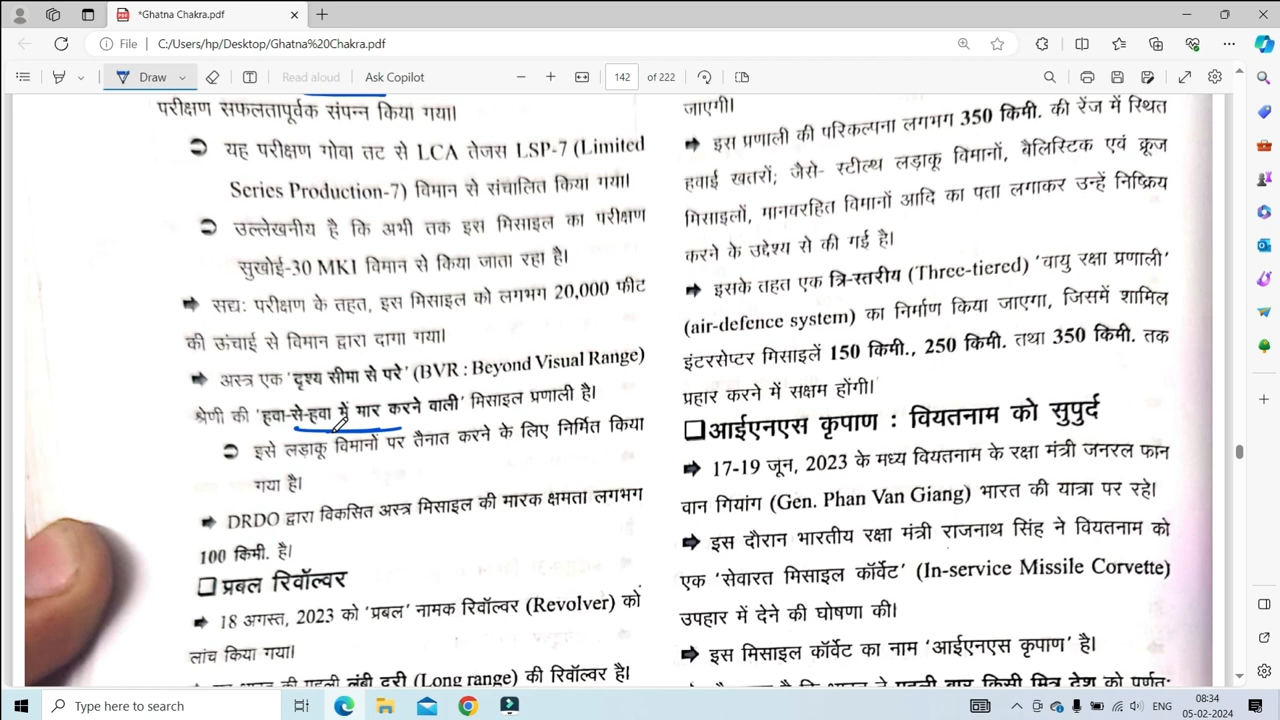 *Ghatna Chakra.pdf
File
C:/Users/hp/Desktop/Ghatna%20Chakra.pdf
Draw
Read aloud
Ask Copilot
142
of 222
परीक्षण सफलतापूर्वक संपन्न किया गया।
यह परीक्षण गोवा तट से LCA तेजस LSP-7 (Limited
Series Production-7) विमान से संचालित किया गया।
उल्लेखनीय है कि अभी तक इस मिसाइल का परीक्षण
सुखोई-30 MKI विमान से किया जाता रहा है।
सद्यः परीक्षण के तहत, इस मिसाइल को लगभग 20,000 फीट
की ऊंचाई से विमान द्वारा दागा गया।
अस्त्र एक 'दृश्य सीमा से परे' (BVR : Beyond Visual Range)
श्रेणी की 'हवा-से-हवा में मार करने वाली' मिसाइल प्रणाली है।
इसे लड़ाकू विमानों पर तैनात करने के लिए निर्मित किया
गया है।
DRDO द्वारा विकसित अस्त्र मिसाइल की मारक क्षमता लगभग
100 किमी. है।
प्रबल रिवॉल्वर
18 अगस्त, 2023 को 'प्रबल' नामक रिवॉल्वर (Revolver) को
लांच किया गया।
भारत की पहली लंबी दूरी (Long range) की रिवॉल्वर है।
जाएगी।
इस प्रणाली की परिकल्पना लगभग 350 किमी. की रेंज में स्थित
हवाई खतरों; जैसे- स्टील्थ लड़ाकू विमानों, बैलिस्टिक एवं क्रूज
मिसाइलों, मानवरहित विमानों आदि का पता लगाकर उन्हें निष्क्रिय
करने के उद्देश्य से की गई है।
इसके तहत एक त्रि-स्तरीय (Three-tiered) 'वायु रक्षा प्रणाली'
(air-defence system) का निर्माण किया जाएगा, जिसमें शामिल
इंटरसेप्टर मिसाइलें 150 किमी., 250 किमी. तथा 350 किमी. तक
प्रहार करने में सक्षम होंगी।
आईएनएस कृपाण : वियतनाम को सुपुर्द
17-19 जून, 2023 के मध्य वियतनाम के रक्षा मंत्री जनरल फान
वान गियांग (Gen. Phan Van Giang) भारत की यात्रा पर रहे।
इस दौरान भारतीय रक्षा मंत्री राजनाथ सिंह ने वियतनाम को
एक 'सेवारत मिसाइल कॉर्वेट' (In-service Missile Corvette)
उपहार में देने की घोषणा की।
इस मिसाइल कॉर्वेट का नाम 'आईएनएस कृपाण' है।
है कि भारत ने पहली बार किसी मित्र देश को पूर्णतः
Type here to search
ENG
08:34
05-02-2024